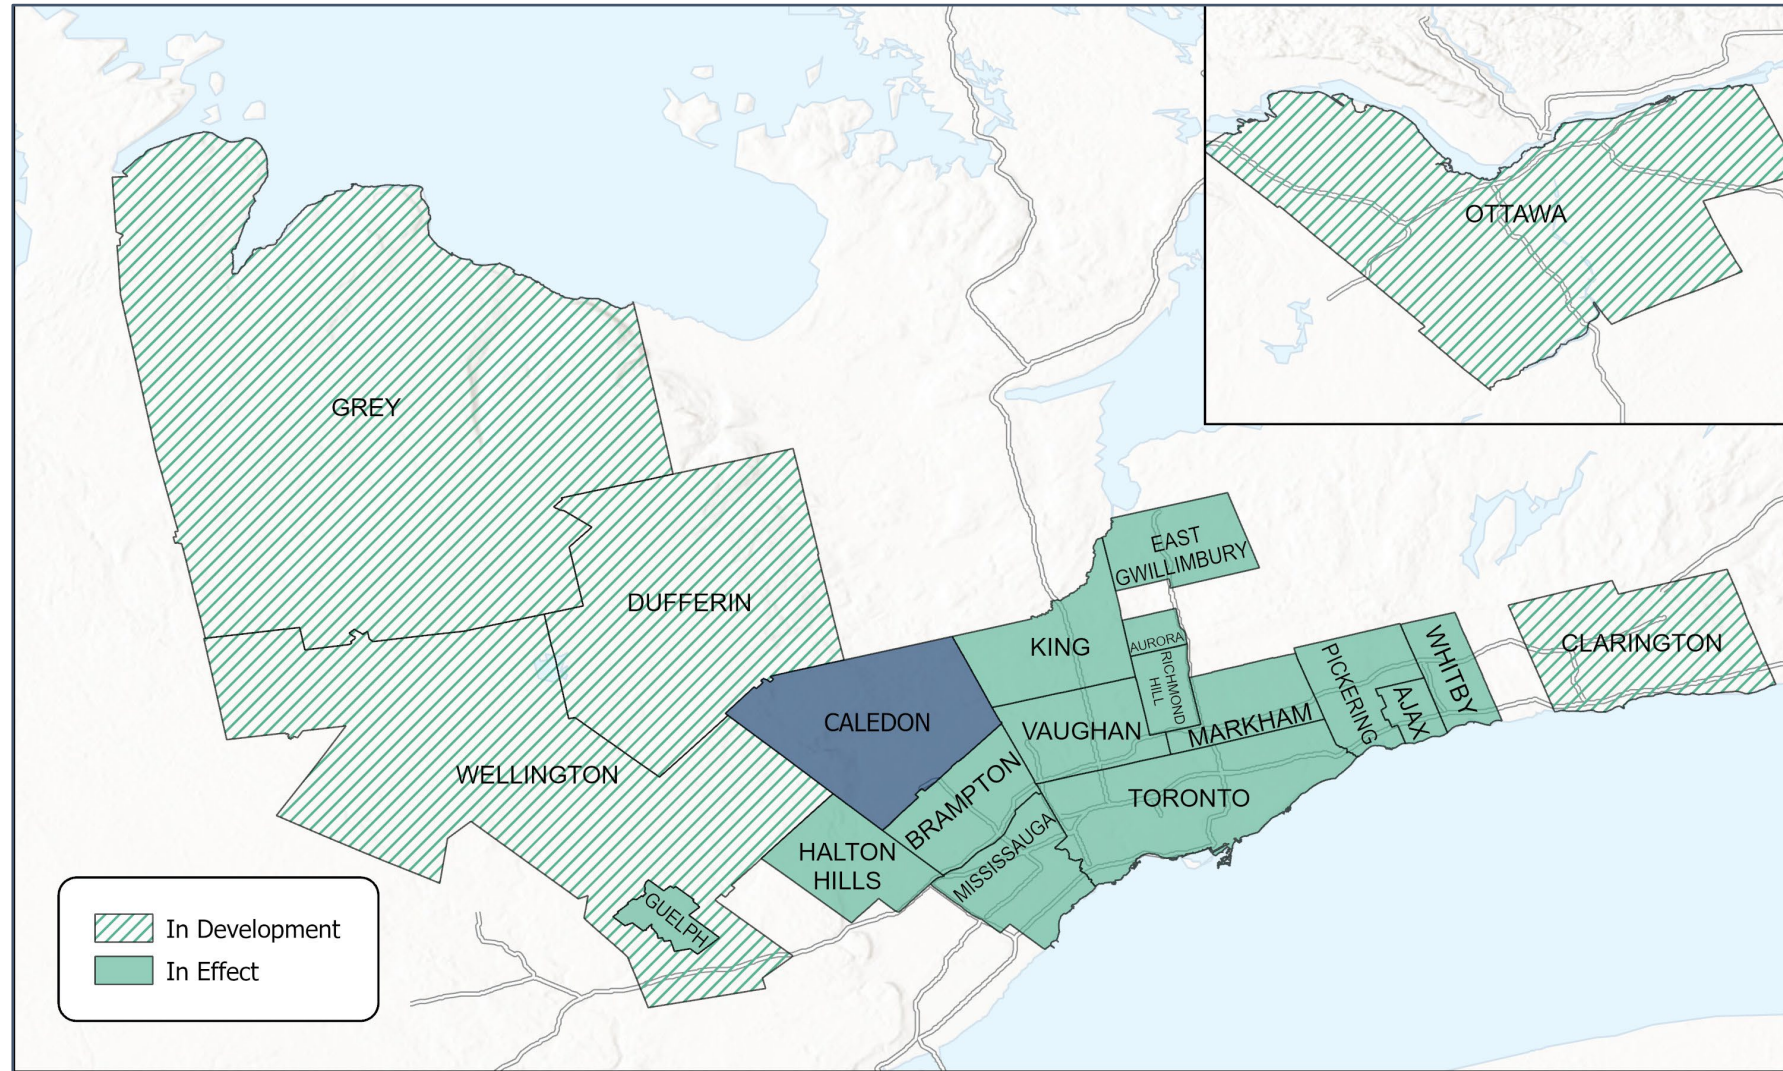 OTTAWA
GREY
EAST
GWILLIMBURY
DUFFERIN
KING
AURORA
RICHMOND
HILL
WHITBY
CLARINGTON
PICKERING
AJAX
CALEDON
VAUGHAN
MARKHAM
WELLINGTON
BRAMPTON
TORONTO
HALTON
HILLS
MISSISSAUGA
GUELPH
In Development
In Effect